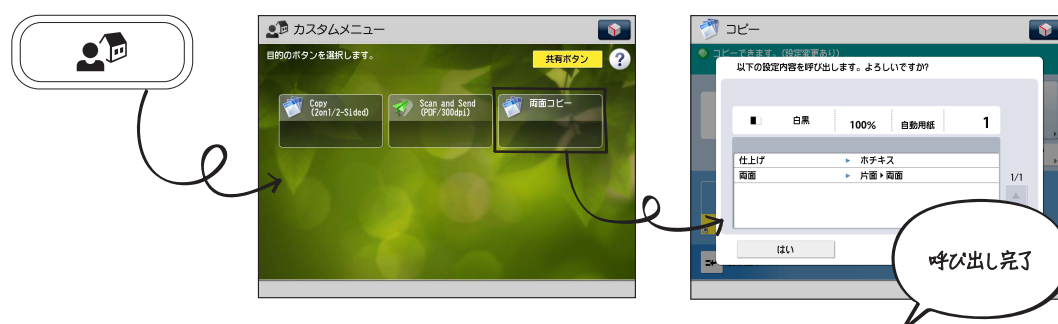 カスタムメニュー
目的のボタンを選択します。
共有ボタン
?
Copy
(2on1/2-Sided)
Scan and Send
(PDF/300dpi)
両面コピー
コピー
コピーできます。(設定変更あり)
以下の設定内容を呼び出します。よろしいですか?
白黒 100% 自動用紙 1
仕上げ ▸ ホチキス
両面 ▸ 片面▸両面
1/1
はい
呼び出し完了